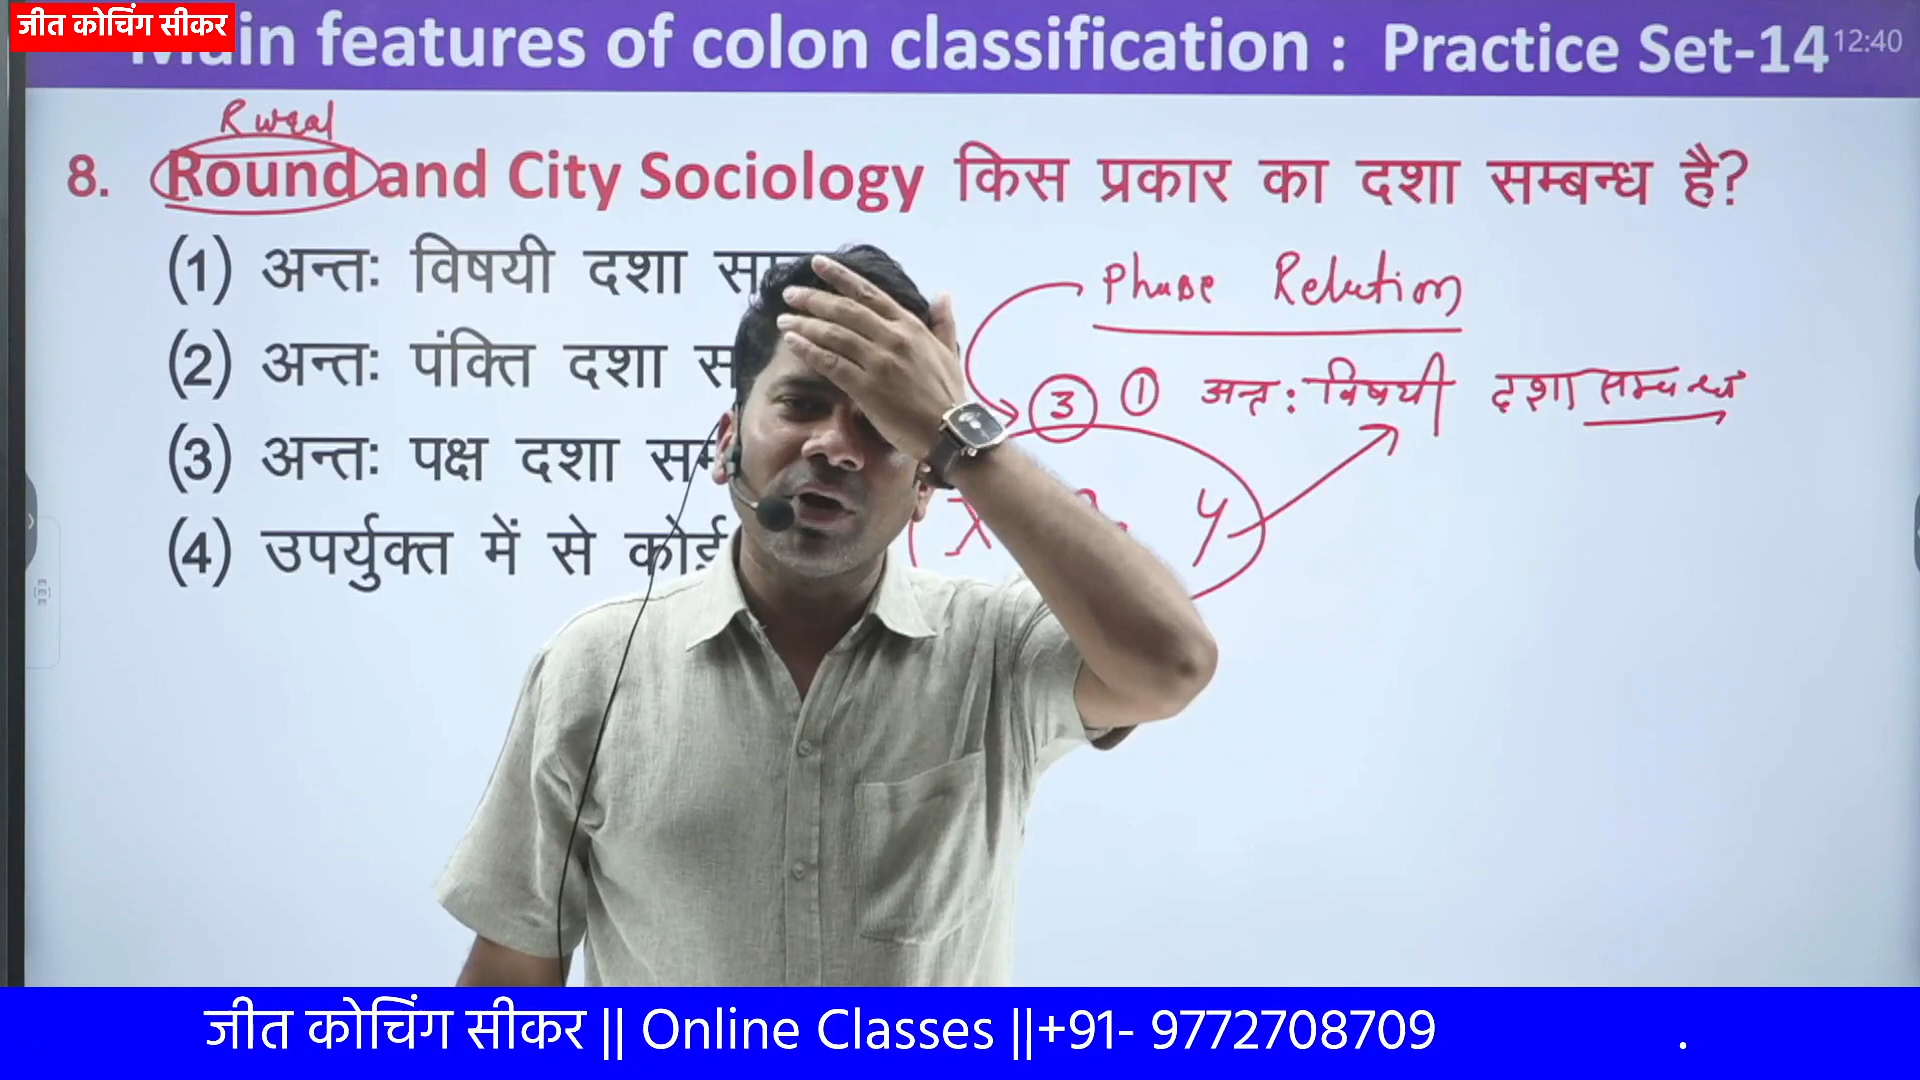 जीत कोचिंग सीकर
Main features of colon classification : Practice Set-14
12:40
Rural
8. Round and City Sociology किस प्रकार का दशा सम्बन्ध है?
(1) अन्तः विषयी दशा
(2) अन्तः पंक्ति दशा
(3) अन्तः पक्ष दशा
(4) उपर्युक्त में से कोई
Phase Relation
3 1 अन्त: विषयी दशा सम्बन्ध
X Y
जीत कोचिंग सीकर || Online Classes ||+91- 9772708709 .